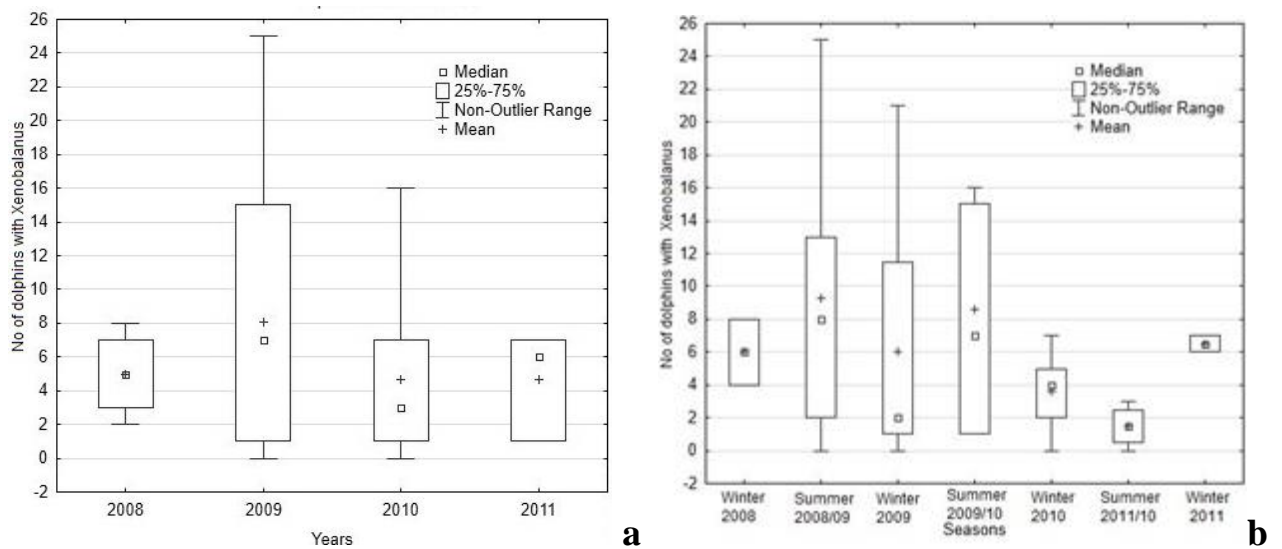 26
24
22
20
18
16
14
12
10
8
6
4
2
0
-2
No of dolphins with Xenobalanus
Median
25%-75%
Non-Outlier Range
Mean
2008 2009 2010 2011
Years
a
26
24
22
20
18
16
14
12
10
8
6
4
2
0
-2
No of dolphins with Xenobalanus
Median
25%-75%
Non-Outlier Range
Mean
Winter Summer Winter Summer Winter Summer Winter
2008 2008/09 2009 2009/10 2010 2011/10 2011
Seasons
b